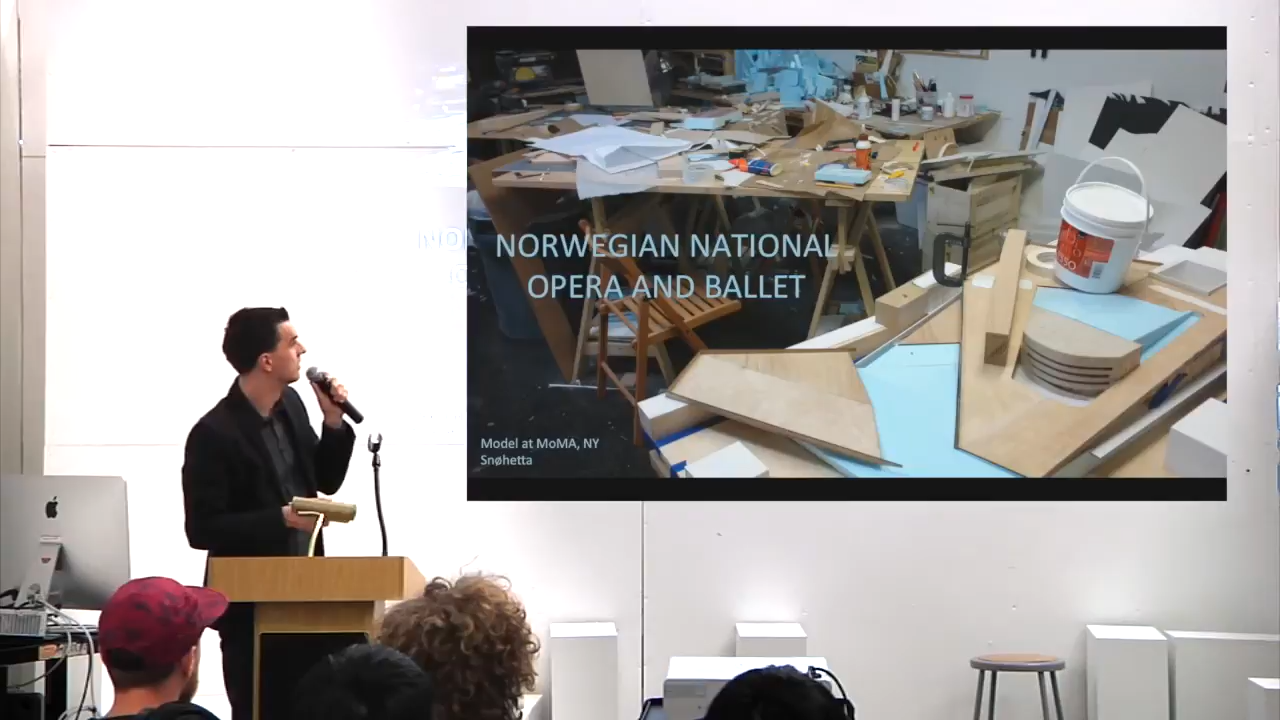 NORWEGIAN NATIONAL
OPERA AND BALLET
Model at MoMA, NY
Snøhetta